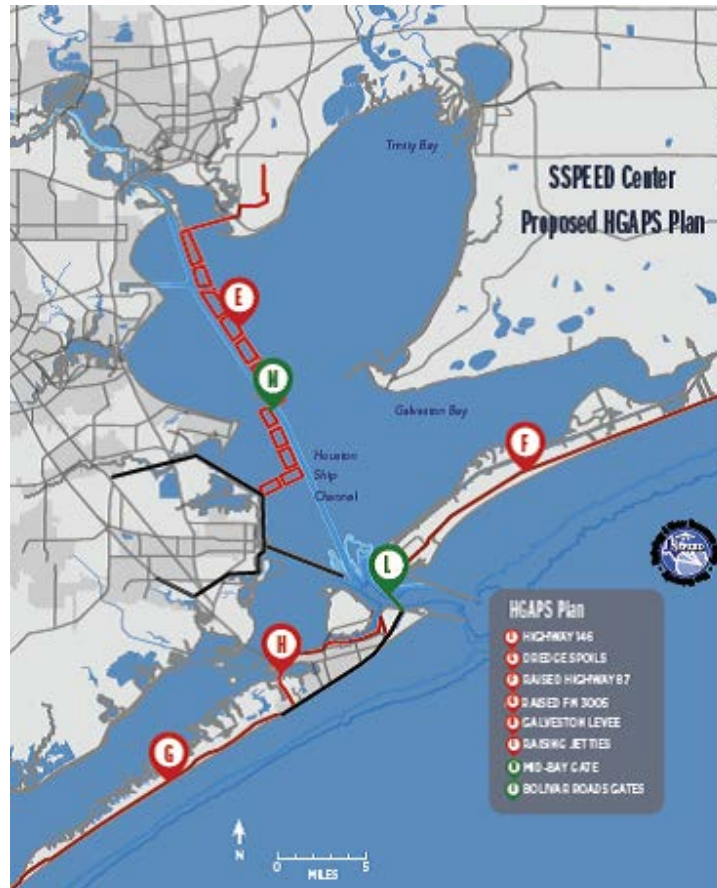 Trinity Bay
SSPEED Center
Proposed HGAPS Plan
E
N
Galveston Bay
F
Houston
Ship
Channel
L
H
G
HGAPS Plan
HIGHWAY 146
DREDGE SPOILS
RAISED HIGHWAY 87
RAISED FM 3005
GALVESTON LEVEE
RAISING JETTIES
MID-BAY GATE
BOLIVAR ROADS GATES
N
0 5
MILES